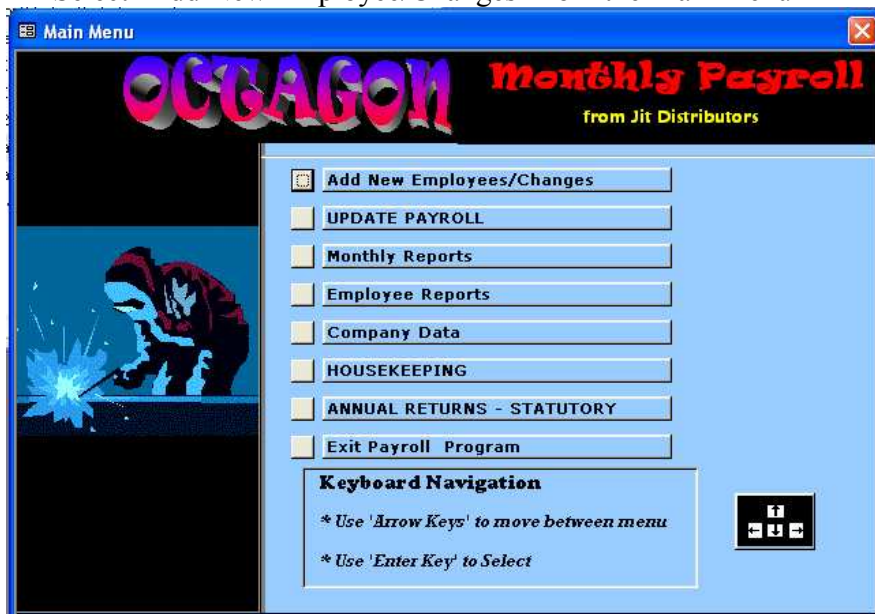 Main Menu
OCTAGON
Monthly Payroll
from Jit Distributors
Add New Employees/Changes
UPDATE PAYROLL
Monthly Reports
Employee Reports
Company Data
HOUSEKEEPING
ANNUAL RETURNS - STATUTORY
Exit Payroll Program
Keyboard Navigation
* Use 'Arrow Keys' to move between menu
* Use 'Enter Key' to Select